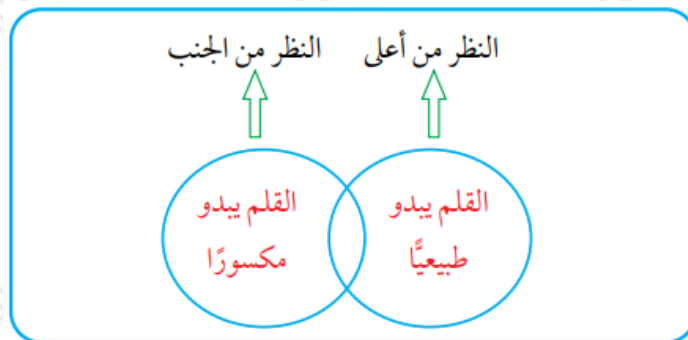 النظر من أعلى
النظر من الجنب
القلم يبدو
طبيعيًّا
القلم يبدو
مكسورًا